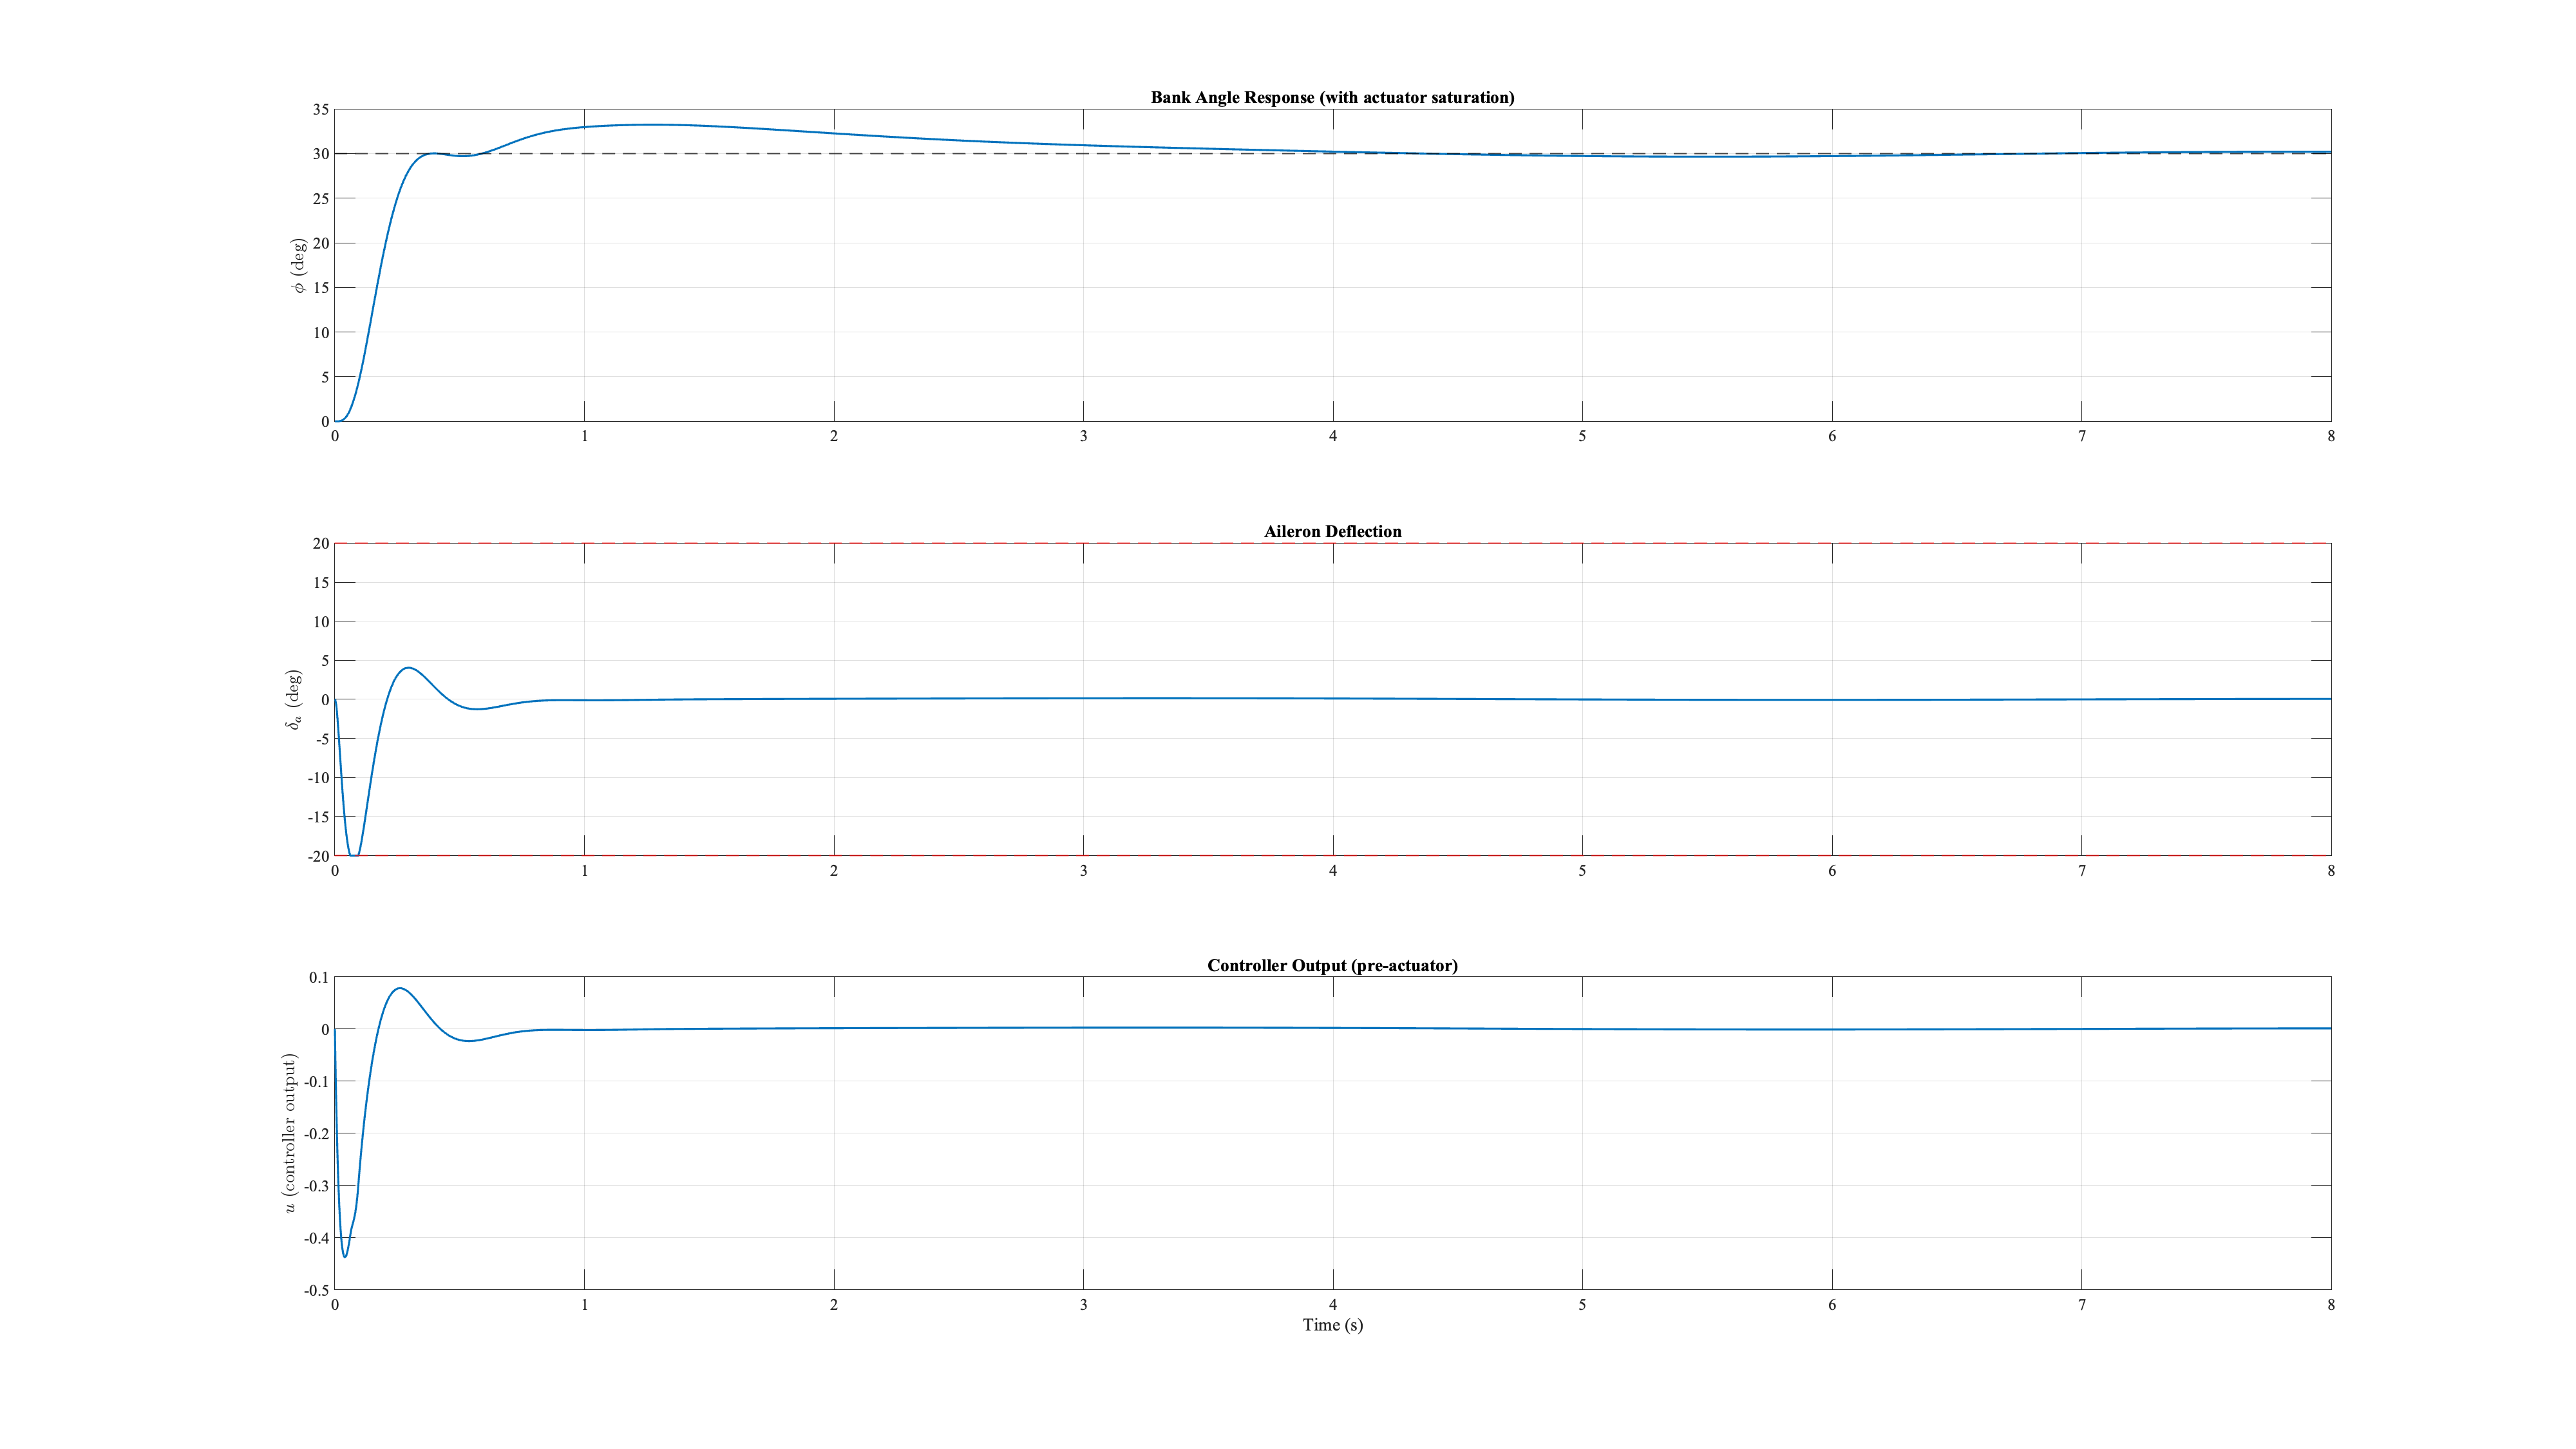 Bank Angle Response (with actuator saturation)
35
30
25
20
15
10
5
0
ϕ (deg)
0 1 2 3 4 5 6 7 8
Aileron Deflection
20
15
10
5
0
-5
-10
-15
-20
δₐ (deg)
0 1 2 3 4 5 6 7 8
Controller Output (pre-actuator)
0.1
0
-0.1
-0.2
-0.3
-0.4
-0.5
u (controller output)
0 1 2 3 4 5 6 7 8
Time (s)